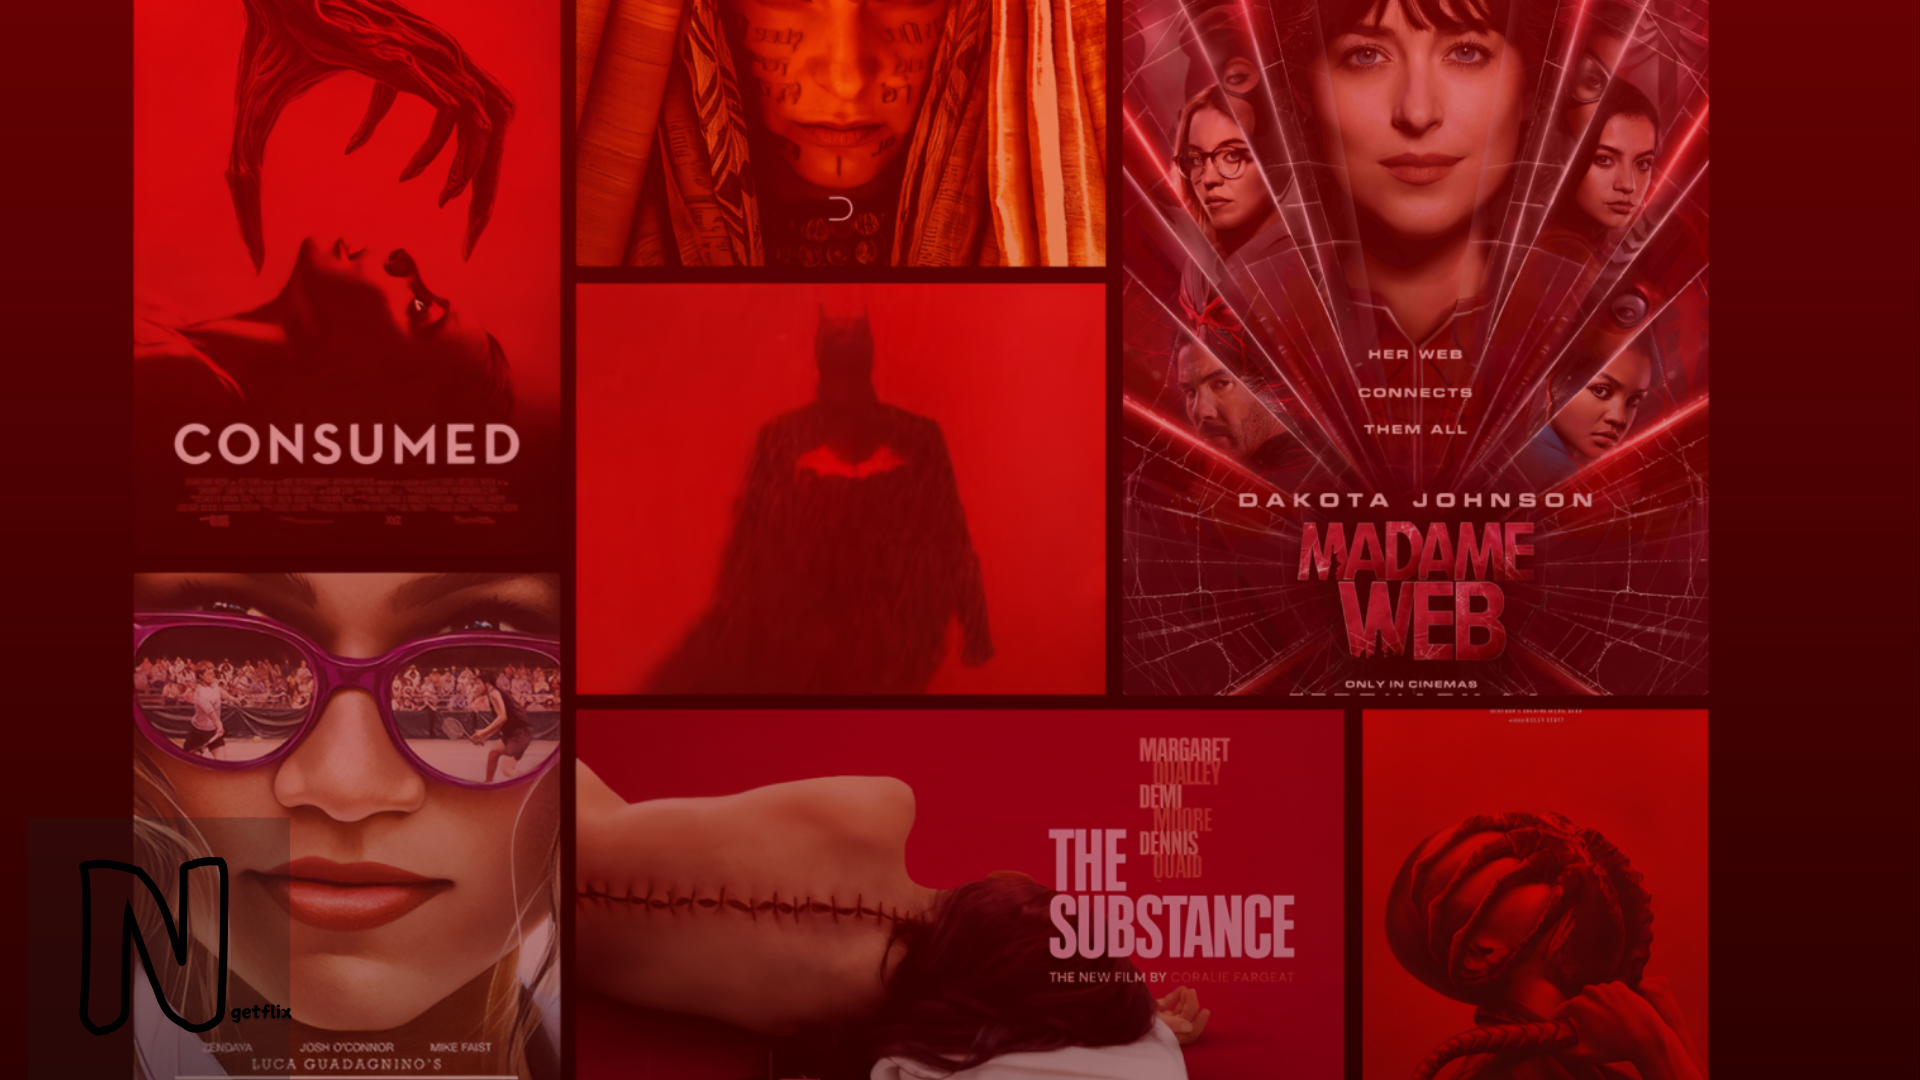 CONSUMED
XYZ
ZENDAYA JOSH O'CONNOR MIKE FAIST
LUCA GUADAGNINO'S
N
getflix
MARGARET
QUALLEY
DEMI
MOORE
DENNIS
QUAID
THE
SUBSTANCE
THE NEW FILM BY CORALIE FARGEAT
HER WEB
CONNECTS
THEM ALL
DAKOTA JOHNSON
MADAME
WEB
ONLY IN CINEMAS